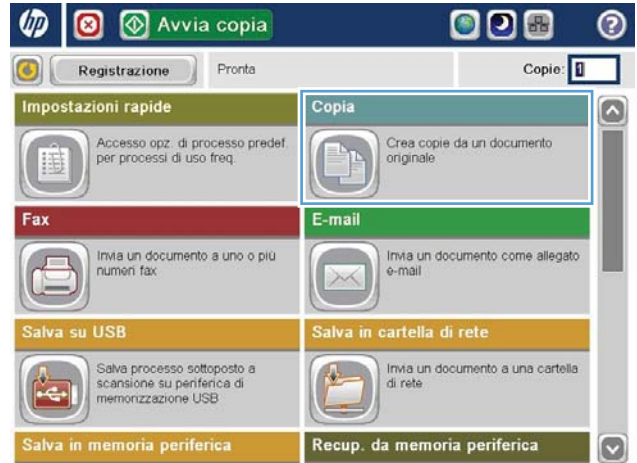 hp Avvia copia ?
Registrazione Pronta Copie: 1
Impostazioni rapide
Accesso opz. di processo predef.
per processi di uso freq.
Copia
Crea copie da un documento
originale
Fax
Invia un documento a uno o più
numeri fax
E-mail
Invia un documento come allegato
e-mail
Salva su USB
Salva processo sottoposto a
scansione su periferica di
memorizzazione USB
Salva in cartella di rete
Invia un documento a una cartella
di rete
Salva in memoria periferica
Recup. da memoria periferica